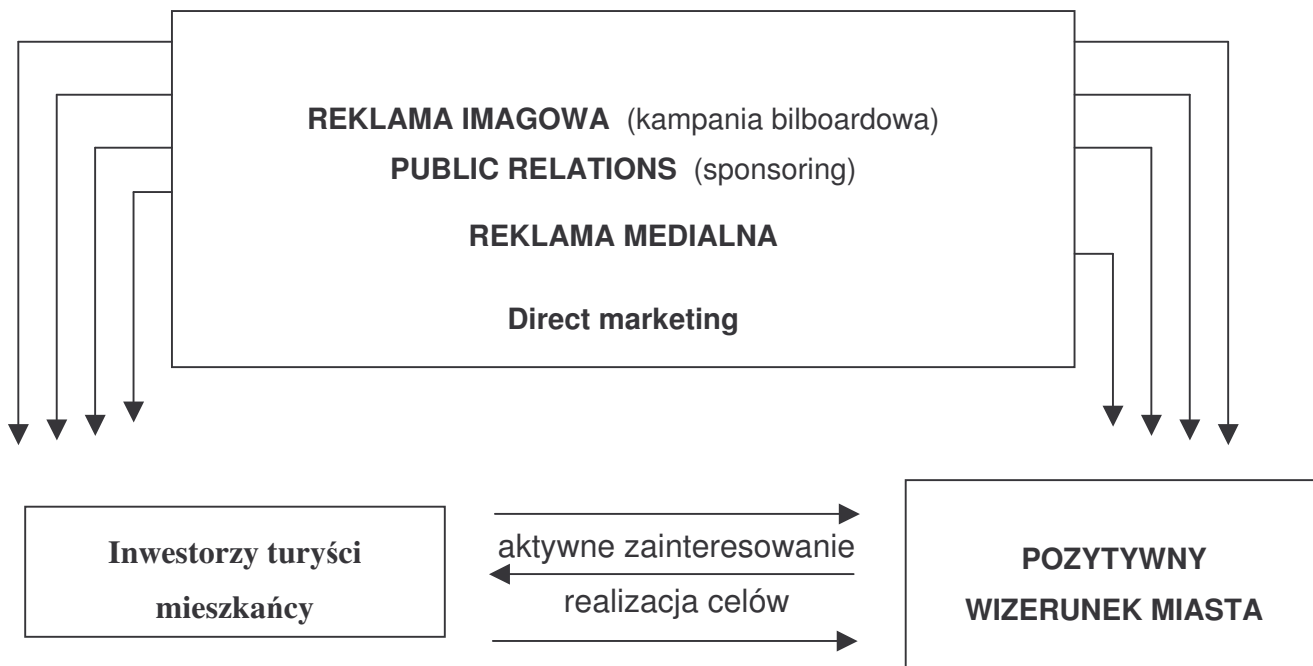 REKLAMA IMAGOWA (kampania bilboardowa)
PUBLIC RELATIONS (sponsoring)
REKLAMA MEDIALNA
Direct marketing
Inwestorzy turyści
mieszkańcy
aktywne zainteresowanie
realizacja celów
POZYTYWNY
WIZERUNEK MIASTA